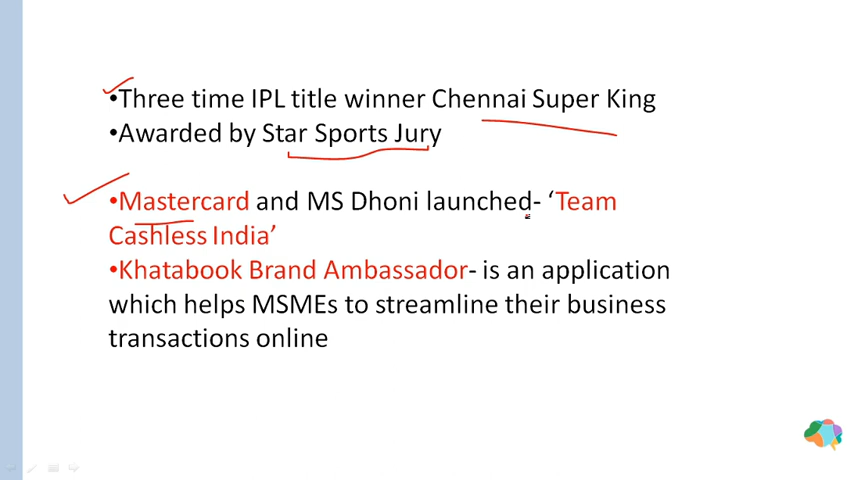 •Three time IPL title winner Chennai Super King
•Awarded by Star Sports Jury
•Mastercard and MS Dhoni launched- ‘Team
Cashless India’
•Khatabook Brand Ambassador- is an application
which helps MSMEs to streamline their business
transactions online